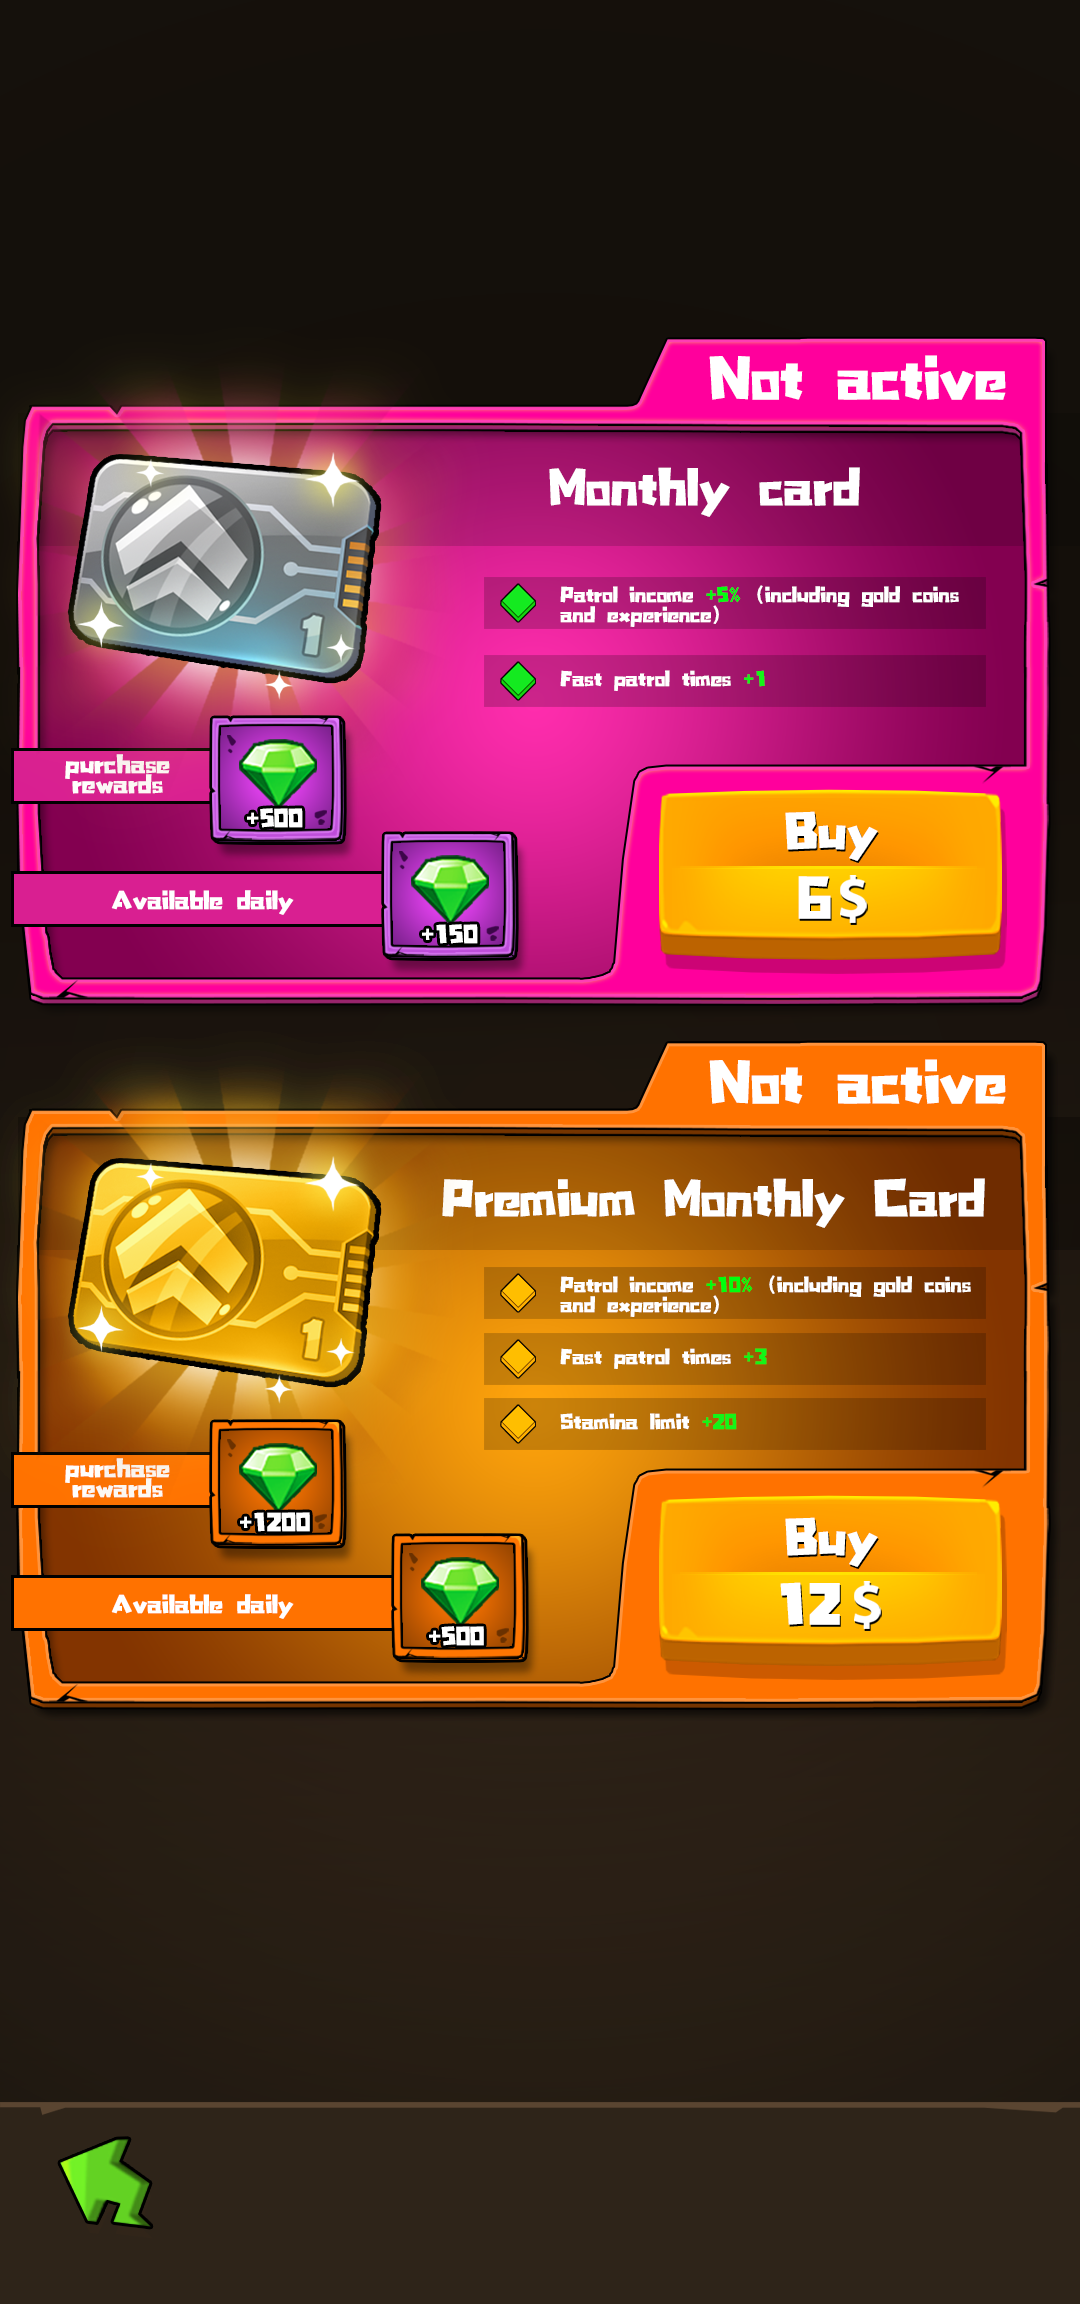 Not active
Monthly card
Patrol income +5% (including gold coins
and experience)
Fast patrol times +1
1
purchase
rewards
+500
Available daily
+150
Buy
6$
Not active
Premium Monthly Card
Patrol income +10% (including gold coins
and experience)
Fast patrol times +3
Stamina limit +20
1
purchase
rewards
+1200
Available daily
+500
Buy
12$